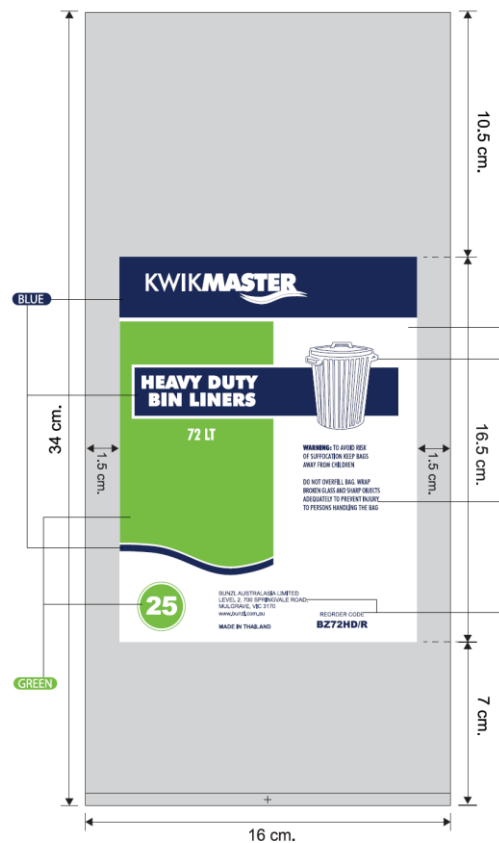 10.5 cm.
KWIKMASTER
BLUE
HEAVY DUTY
BIN LINERS
72 LT
34 cm.
16.5 cm.
1.5 cm.
1.5 cm.
WARNING: TO AVOID RISK
OF SUFFOCATION KEEP BAGS
AWAY FROM CHILDREN
DO NOT OVERFILL BAG. WRAP
BROKEN GLASS AND SHARP OBJECTS
ADEQUATELY TO PREVENT INJURY
TO PERSONS HANDLING THE BAG
25
BUNZL AUSTRALASIA LIMITED
LEVEL 2, 700 SPRINGVALE ROAD,
MULGRAVE, VIC 3170
www.bunzl.com.au
MADE IN THAILAND
REORDER CODE
BZ72HD/R
GREEN
7 cm.
16 cm.